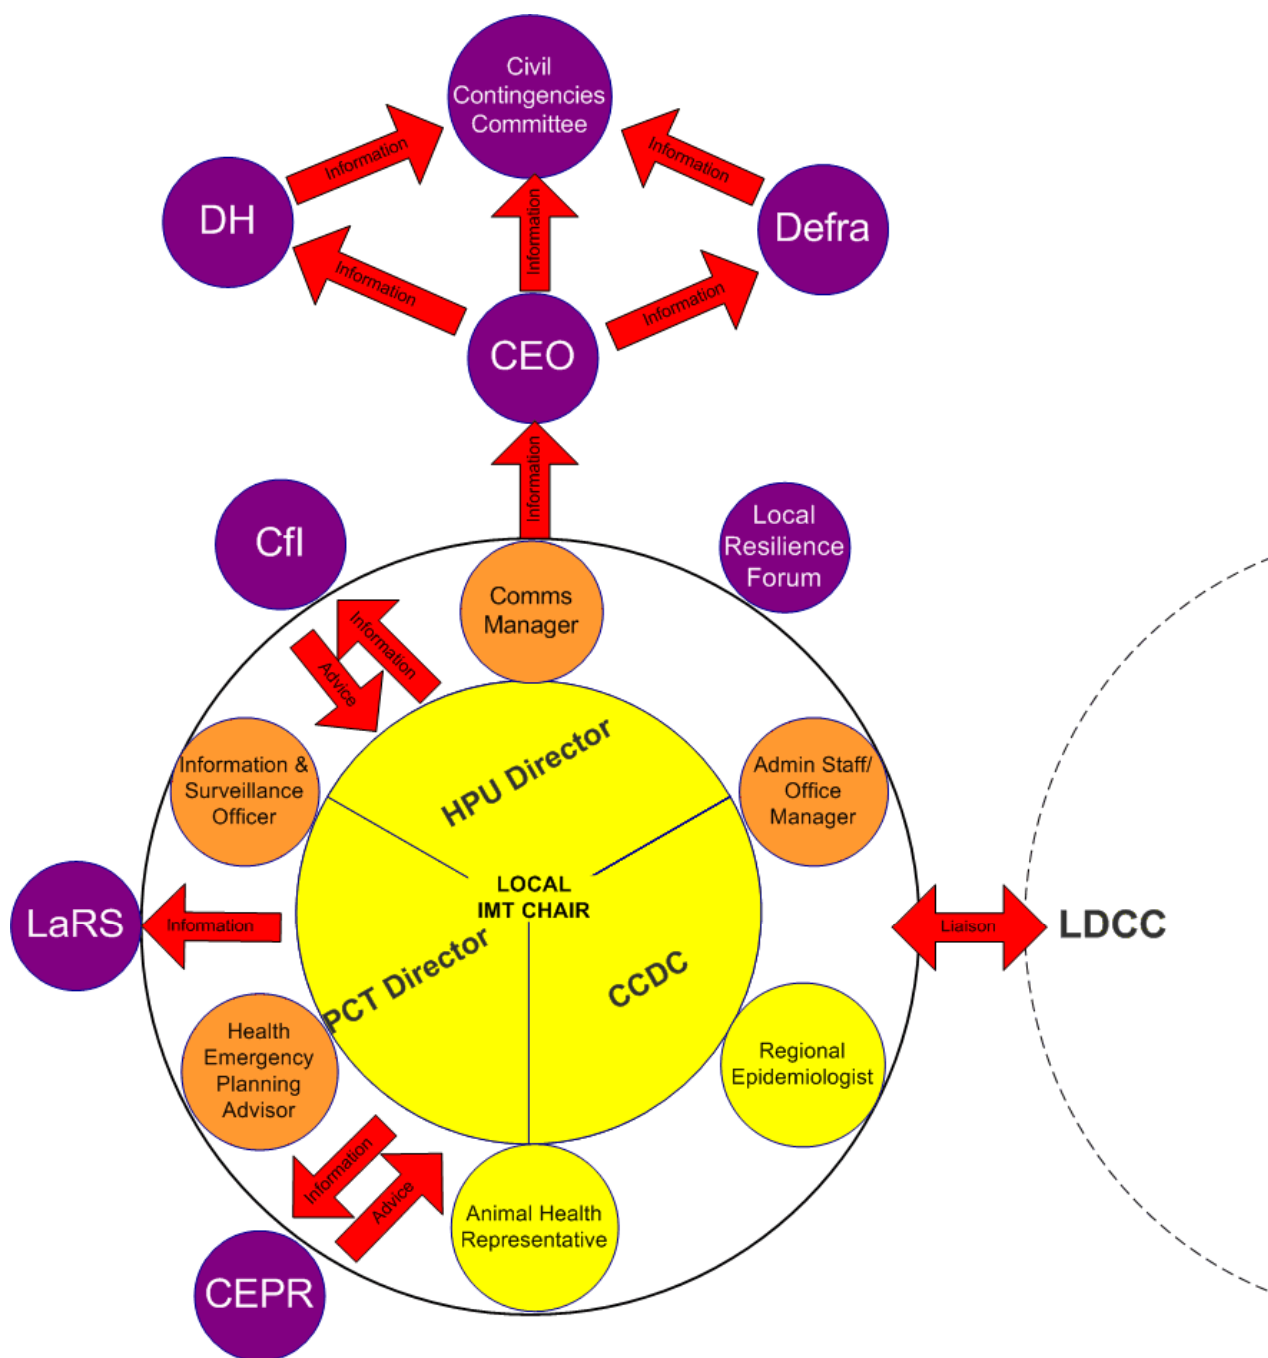 Civil
Contingencies
Committee
Information
Information
DH
Information
Defra
Information
Information
CEO
Information
CfI
Local
Resilience
Forum
Comms
Manager
Information
Advice
HPU Director
Information &
Surveillance
Officer
Admin Staff/
Office
Manager
LOCAL
IMT CHAIR
LaRS
Information
Liaison
LDCC
PCT Director
CCDC
Health
Emergency
Planning
Advisor
Regional
Epidemiologist
Information
Advice
Animal Health
Representative
CEPR